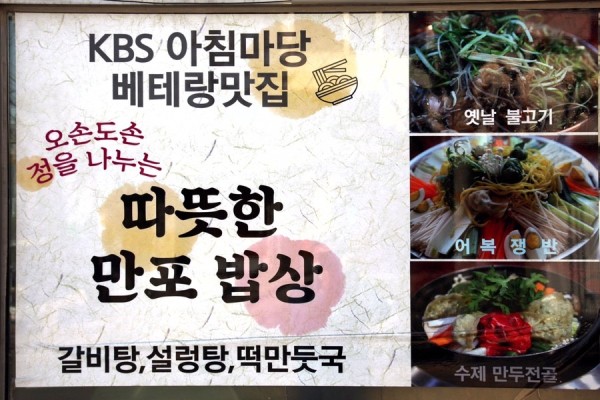 KBS 아침마당
베테랑맛집
오손도손
정을 나누는
따뜻한
만포 밥상
갈비탕,설렁탕,떡만둣국
옛날 불고기
어복쟁반
수제 만두전골